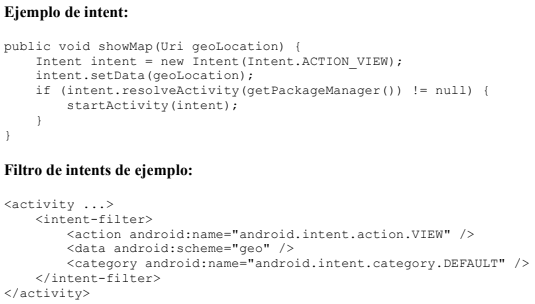 Ejemplo de intent:
public void showMap(Uri geoLocation) {
    Intent intent = new Intent(Intent.ACTION_VIEW);
    intent.setData(geoLocation);
    if (intent.resolveActivity(getPackageManager()) != null) {
        startActivity(intent);
    }
}
Filtro de intents de ejemplo:
<activity ...>
    <intent-filter>
        <action android:name="android.intent.action.VIEW" />
        <data android:scheme="geo" />
        <category android:name="android.intent.category.DEFAULT" />
    </intent-filter>
</activity>